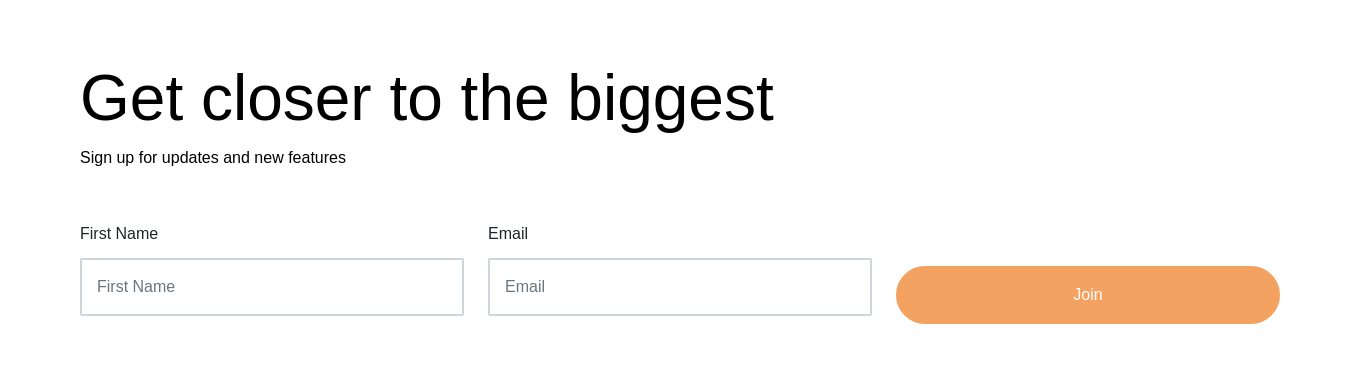 Get closer to the biggest
Sign up for updates and new features
First Name
Email
First Name
Email
Join